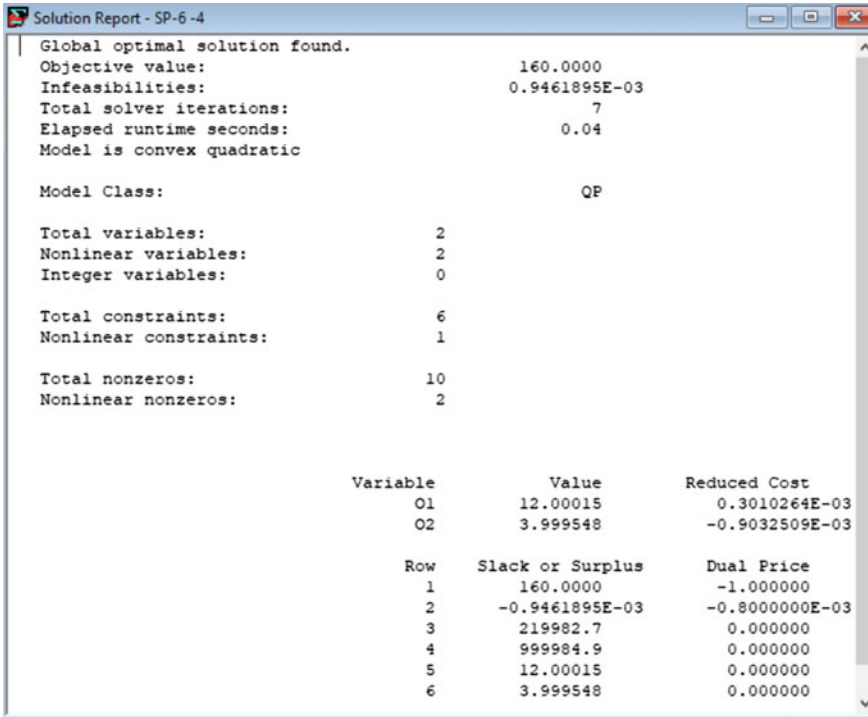 Solution Report - SP-6 -4
Global optimal solution found.
Objective value: 160.0000
Infeasibilities: 0.9461895E-03
Total solver iterations: 7
Elapsed runtime seconds: 0.04
Model is convex quadratic
Model Class: QP
Total variables: 2
Nonlinear variables: 2
Integer variables: 0
Total constraints: 6
Nonlinear constraints: 1
Total nonzeros: 10
Nonlinear nonzeros: 2
Variable Value Reduced Cost
O1 12.00015 0.3010264E-03
O2 3.999548 -0.9032509E-03
Row Slack or Surplus Dual Price
1 160.0000 -1.000000
2 -0.9461895E-03 -0.8000000E-03
3 219982.7 0.000000
4 999984.9 0.000000
5 12.00015 0.000000
6 3.999548 0.000000